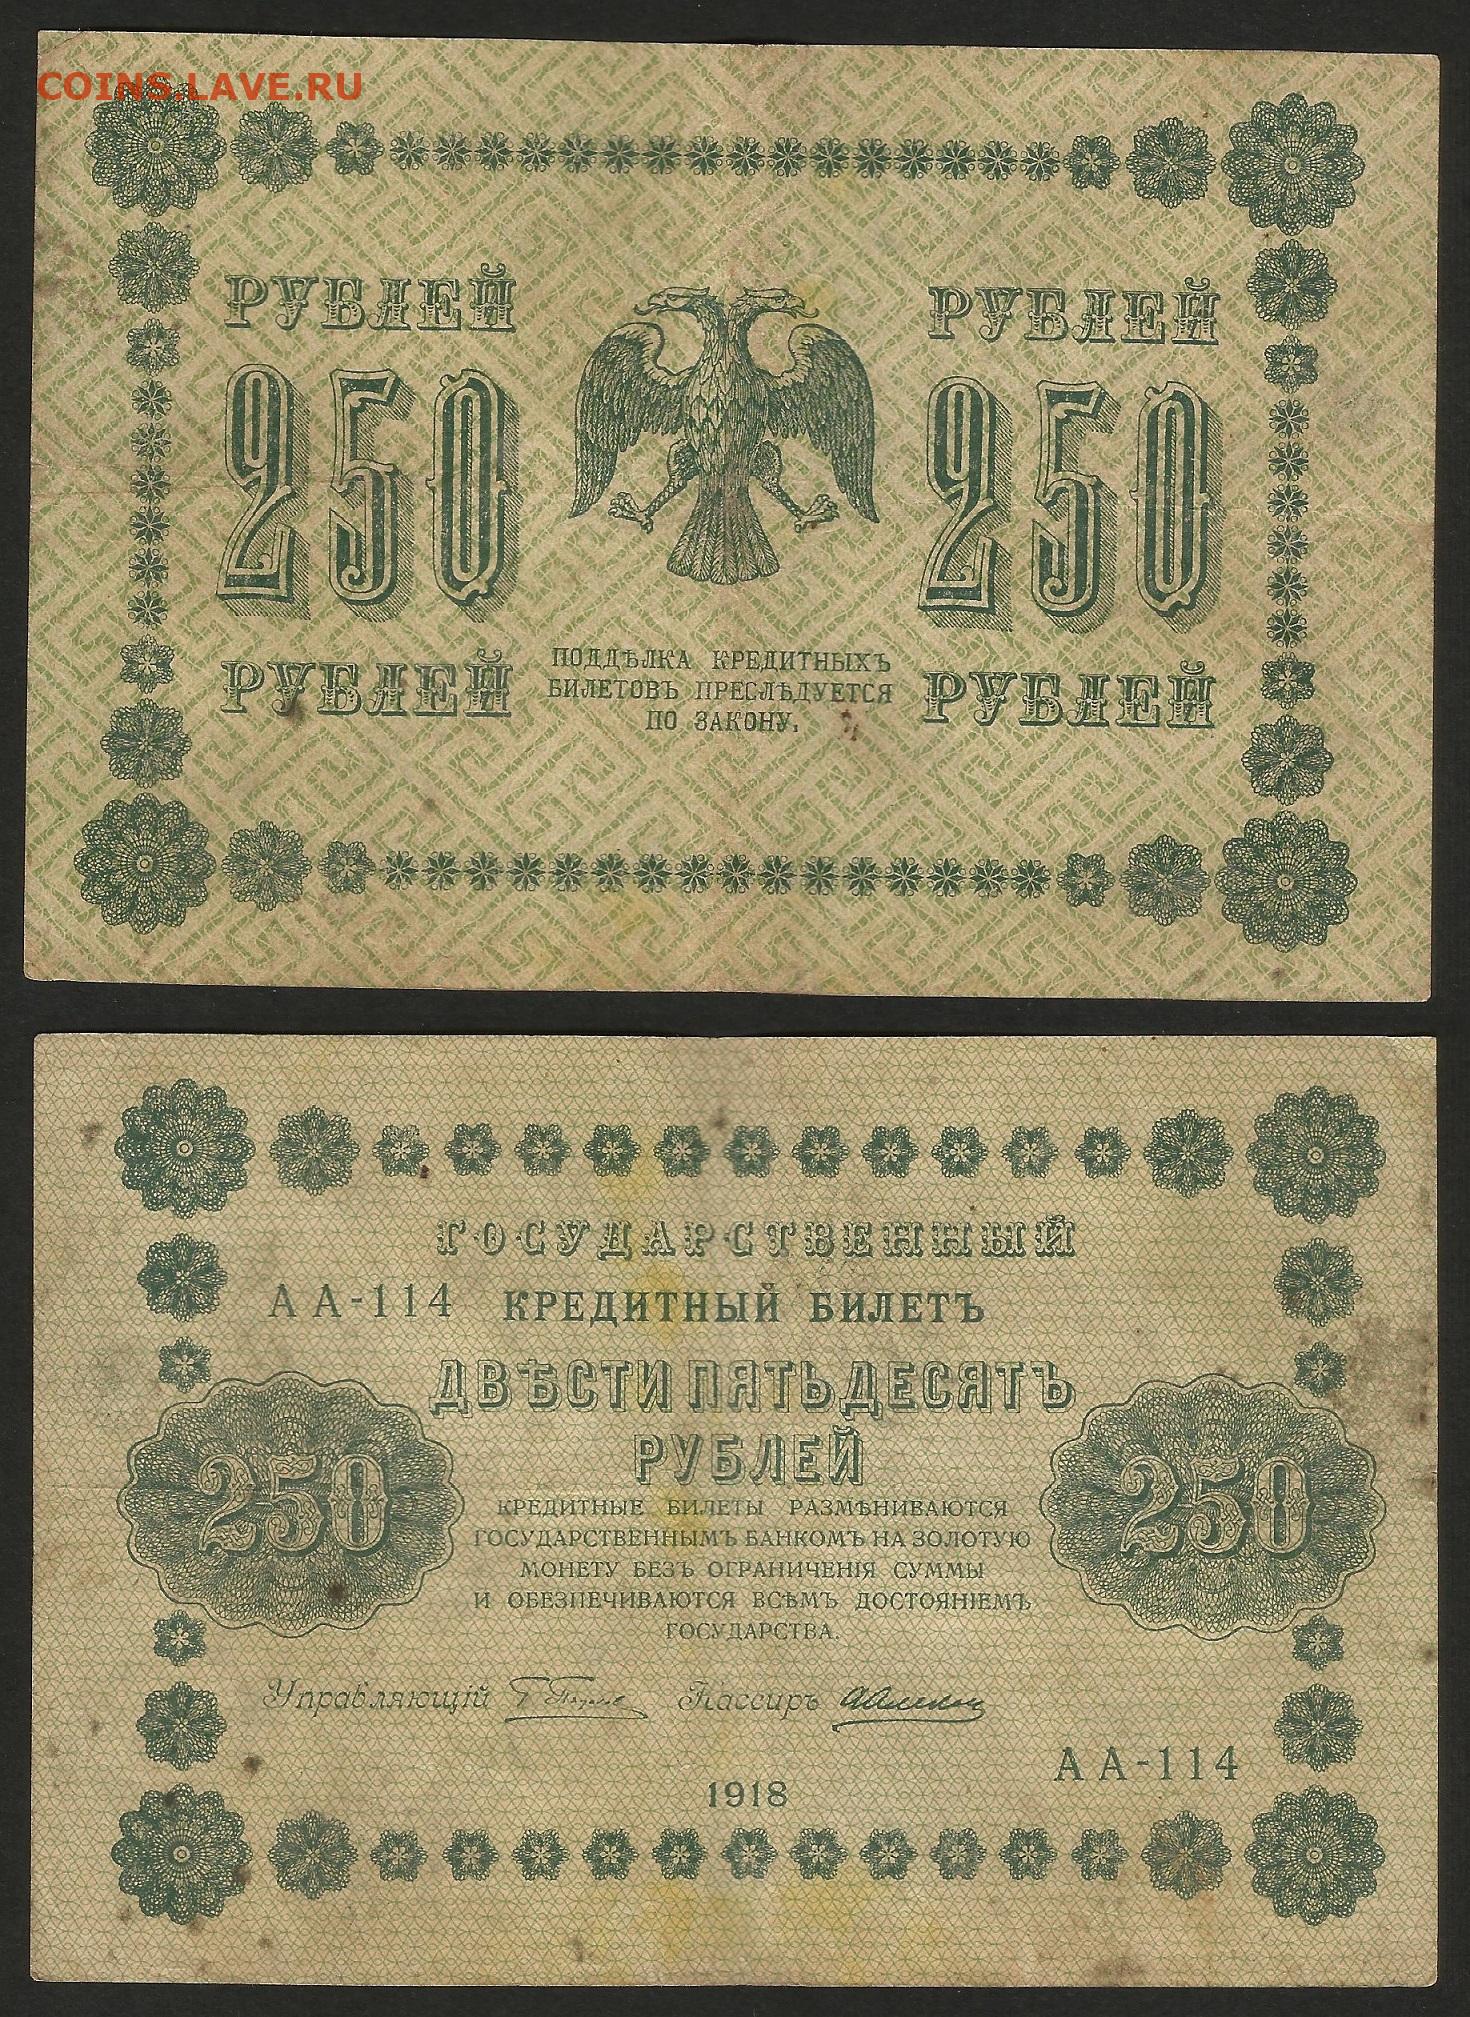 COINS.LAVE.RU
РУБЛЕЙ РУБЛЕЙ
250 250
РУБЛЕЙ РУБЛЕЙ
ПОДДѢЛКА КРЕДИТНЫХЪ
БИЛЕТОВЪ ПРЕСЛѢДУЕТСЯ
ПО ЗАКОНУ.
ГОСУДАРСТВЕННЫЙ
АА-114 КРЕДИТНЫЙ БИЛЕТЪ
ДВѢСТИ ПЯТЬДЕСЯТЪ
РУБЛЕЙ
250 250
КРЕДИТНЫЕ БИЛЕТЫ РАЗМѢНИВАЮТСЯ
ГОСУДАРСТВЕННЫМЪ БАНКОМЪ НА ЗОЛОТУЮ
МОНЕТУ БЕЗЪ ОГРАНИЧЕНІЯ СУММЫ
И ОБЕЗПЕЧИВАЮТСЯ ВСѢМЪ ДОСТОЯНІЕМЪ
ГОСУДАРСТВА.
Управляющій Кассиръ
АА-114
1918